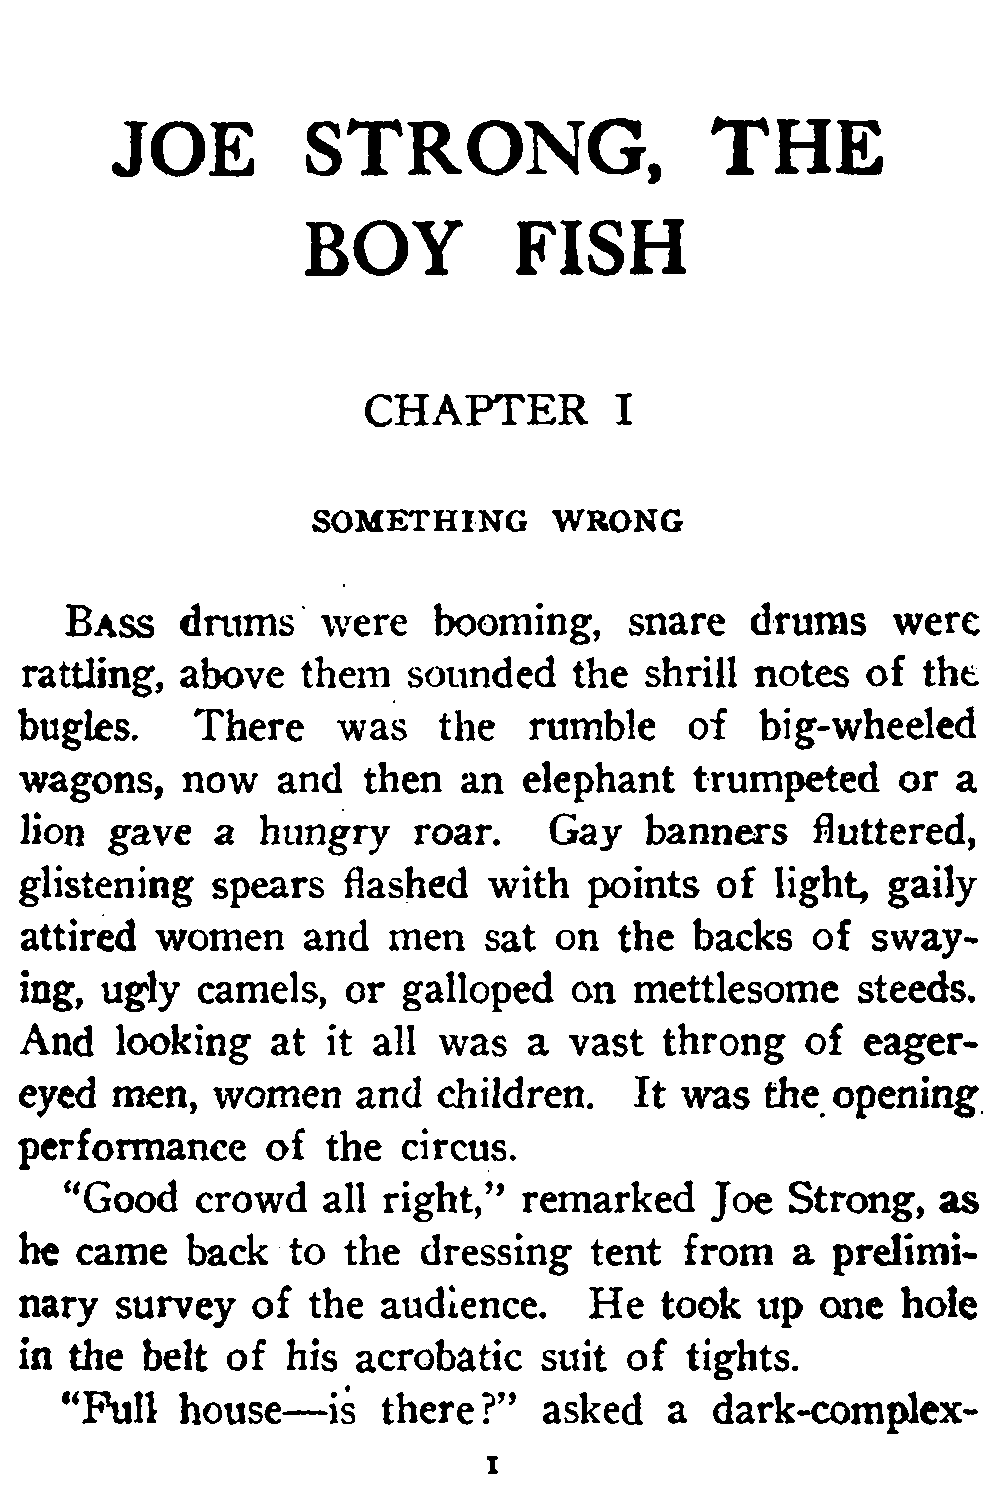 JOE STRONG, THE
BOY FISH
CHAPTER I
SOMETHING WRONG
BASS drums were booming, snare drums were
rattling, above them sounded the shrill notes of the
bugles. There was the rumble of big-wheeled
wagons, now and then an elephant trumpeted or a
lion gave a hungry roar. Gay banners fluttered,
glistening spears flashed with points of light, gaily
attired women and men sat on the backs of sway-
ing, ugly camels, or galloped on mettlesome steeds.
And looking at it all was a vast throng of eager-
eyed men, women and children. It was the opening
performance of the circus.
"Good crowd all right," remarked Joe Strong, as
he came back to the dressing tent from a prelimi-
nary survey of the audience. He took up one hole
in the belt of his acrobatic suit of tights.
"Full house—is there?" asked a dark-complex-
1